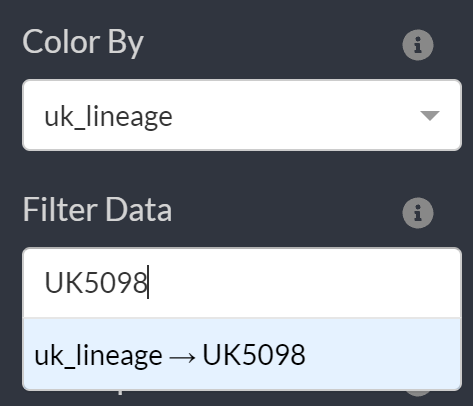 Color By
uk_lineage
Filter Data
UK5098
uk_lineage → UK5098